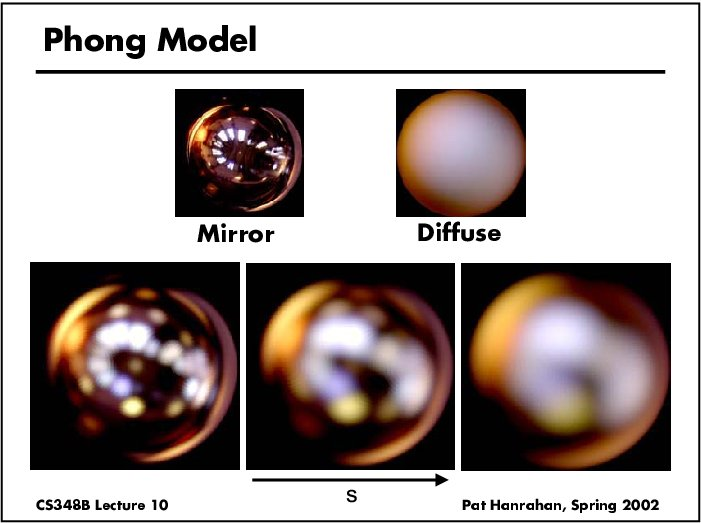 Phong Model
Mirror
Diffuse
s
CS348B Lecture 10
Pat Hanrahan, Spring 2002